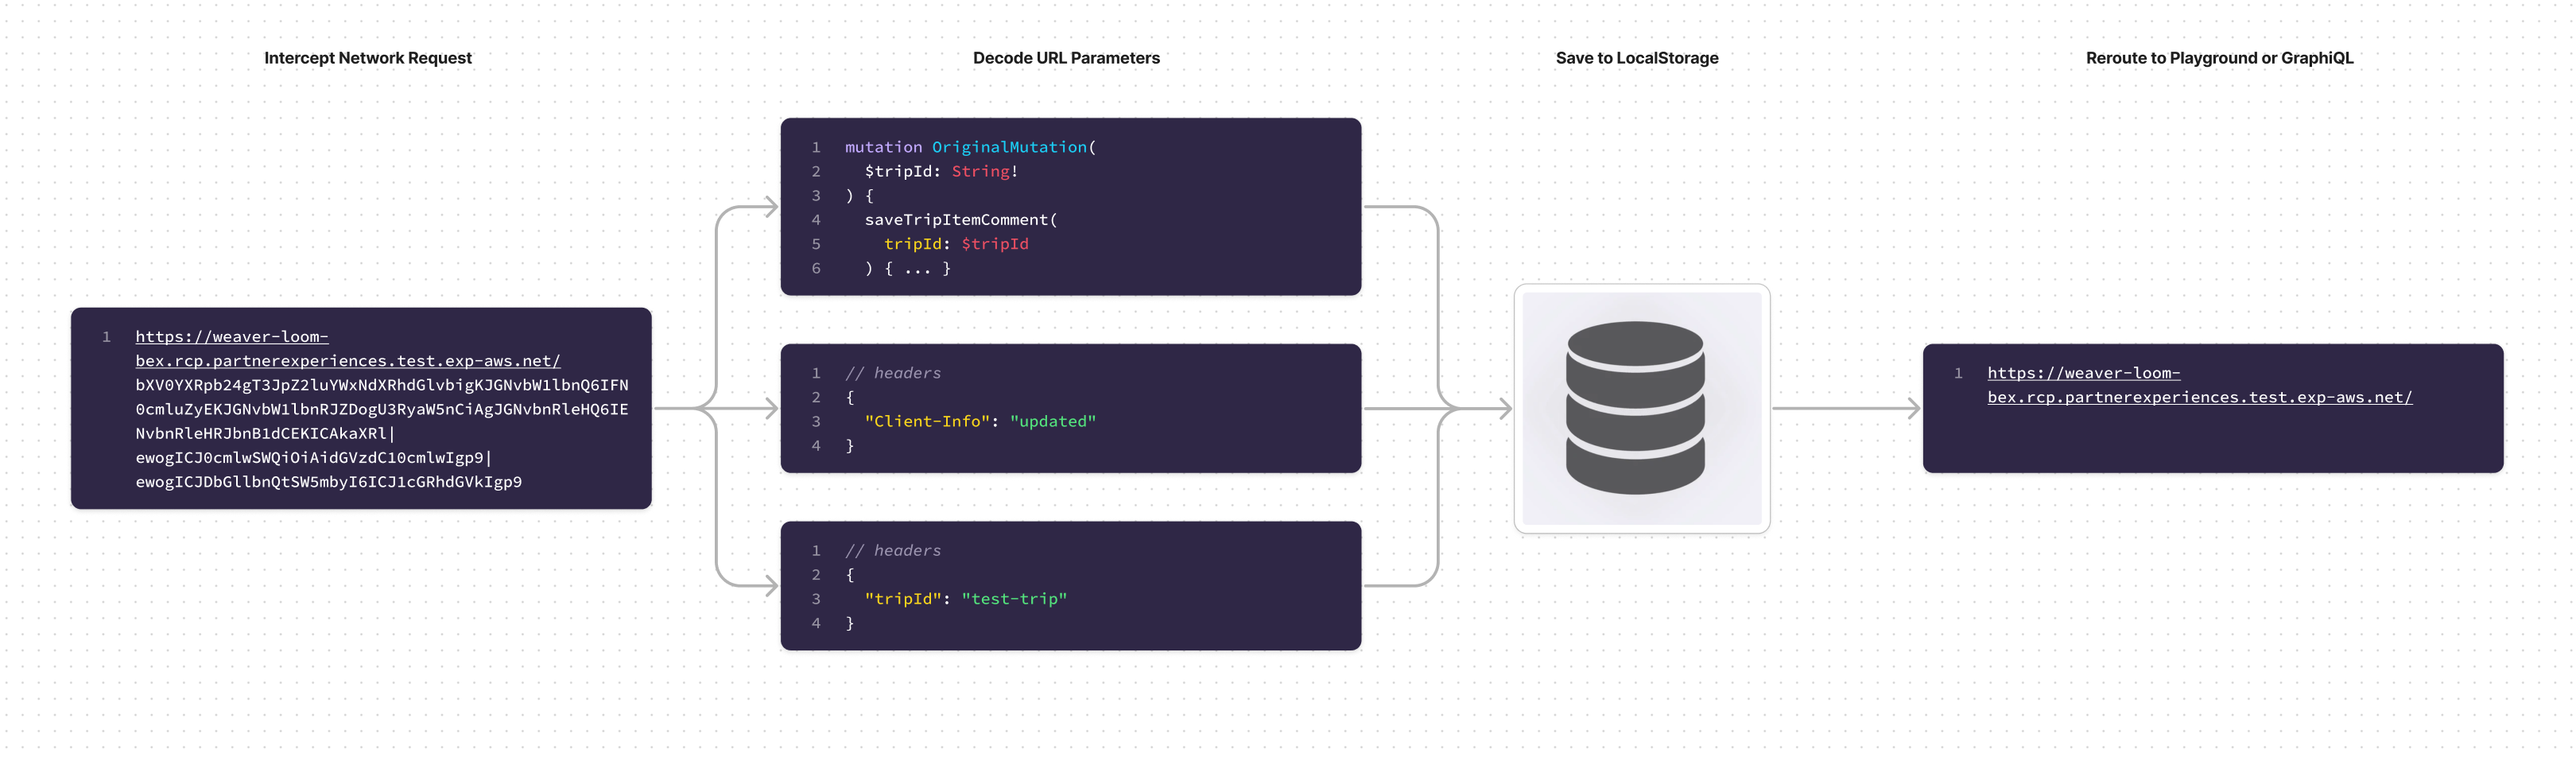 Intercept Network Request
Decode URL Parameters
Save to LocalStorage
Reroute to Playground or GraphiQL
1 https://weaver-loom-
bex.rcp.partnerexperiences.test.exp-aws.net/
bXV0YXRpb24gT3JpZ2luYWxNdXRhdGlvbigKJGNvbW1lbnQ6IFN
0cmluZyEKJGNvbW1lbnRJZDogU3RyaW5nCiAgJGNvbnRleHQ6IE
NvbnRleHRJbnB1dCEKICAkaXRl|
ewogICJ0cmlwSWQiOiAidGVzdC10cmlwIgp9|
ewogICJDbGllbnQtSW5mbyI6ICJ1cGRhdGVkIgp9
1 mutation OriginalMutation(
2 $tripId: String!
3 ) {
4 saveTripItemComment(
5 tripId: $tripId
6 ) { ... }
1 // headers
2 {
3 "Client-Info": "updated"
4 }
1 // headers
2 {
3 "tripId": "test-trip"
4 }
1 https://weaver-loom-
bex.rcp.partnerexperiences.test.exp-aws.net/